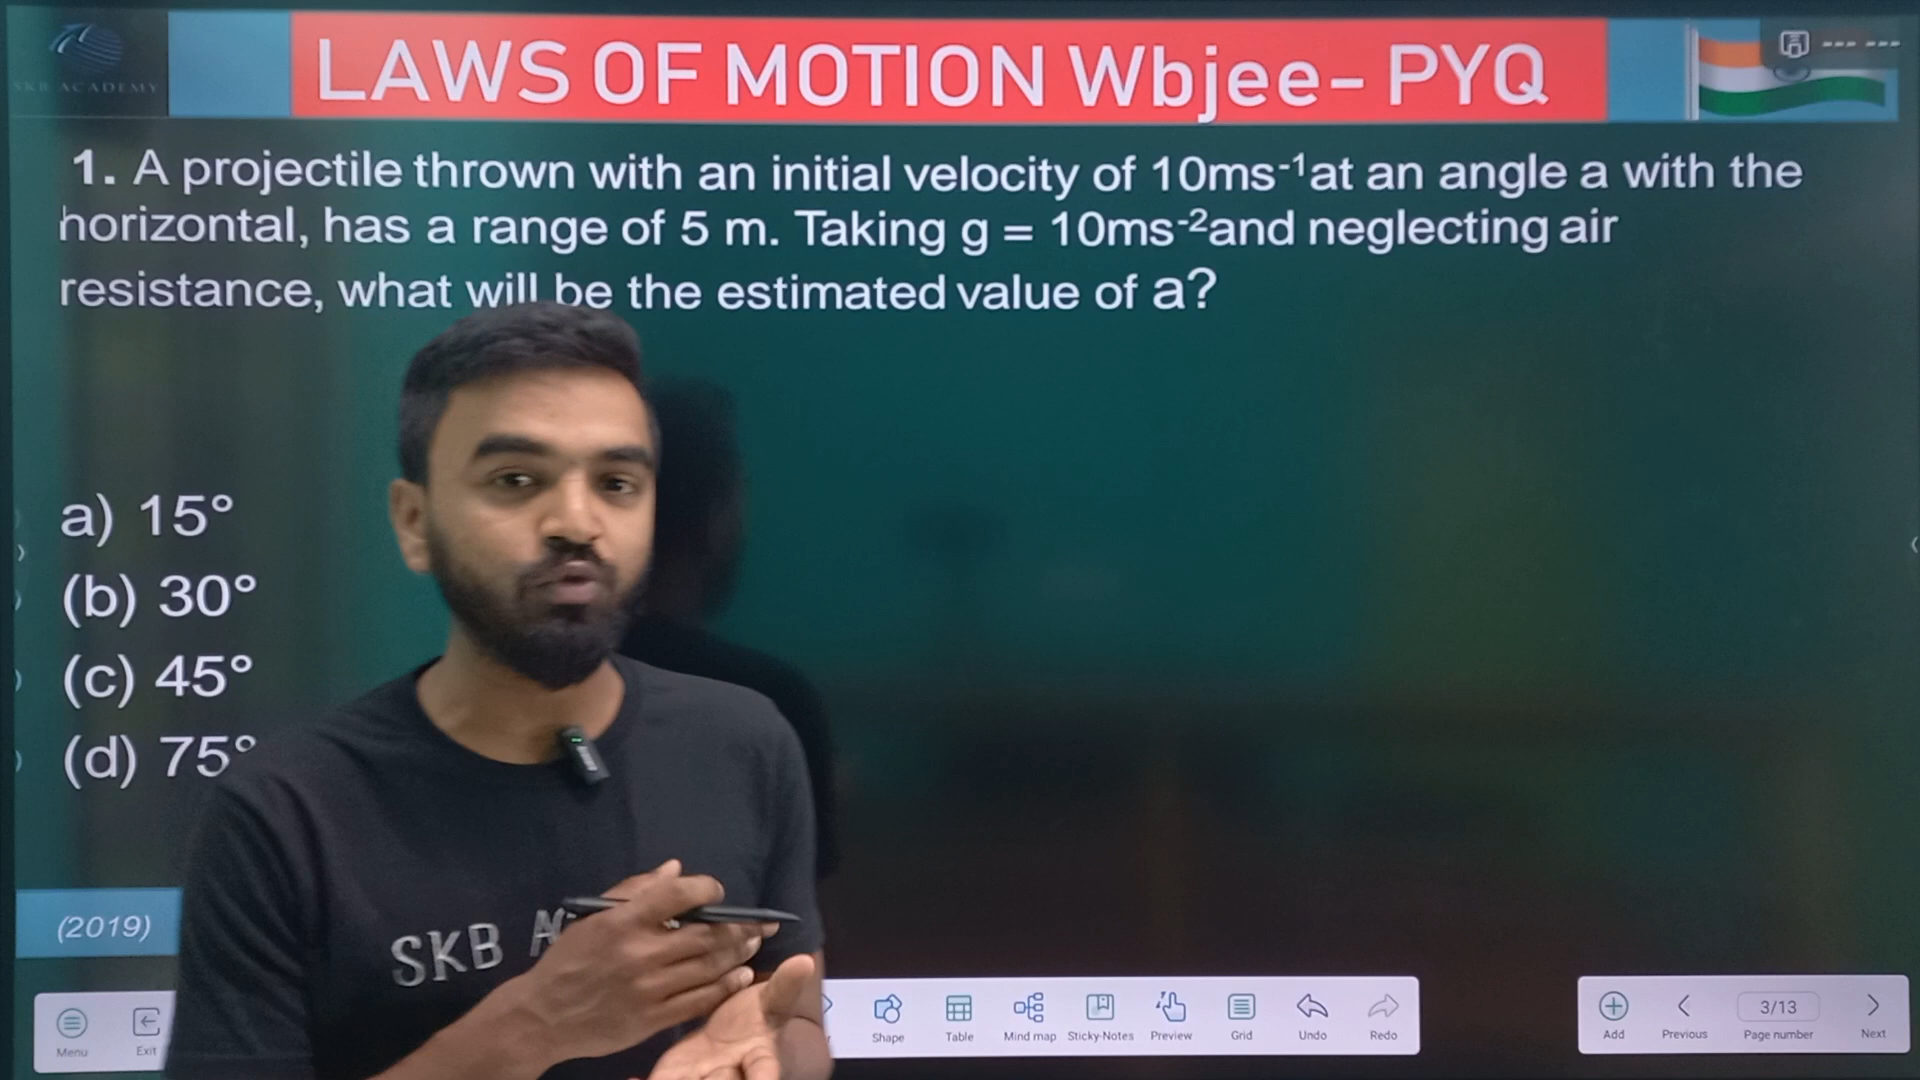 SKB ACADEMY
LAWS OF MOTION Wbjee- PYQ
1. A projectile thrown with an initial velocity of 10ms⁻¹at an angle a with the
horizontal, has a range of 5 m. Taking g = 10ms⁻²and neglecting air
resistance, what will be the estimated value of a?
a) 15°
(b) 30°
(c) 45°
(d) 75°
(2019)
SKB
Menu
Exit
Shape
Table
Mind map
Sticky-Notes
Preview
Grid
Undo
Redo
Add
Previous
3/13
Page number
Next